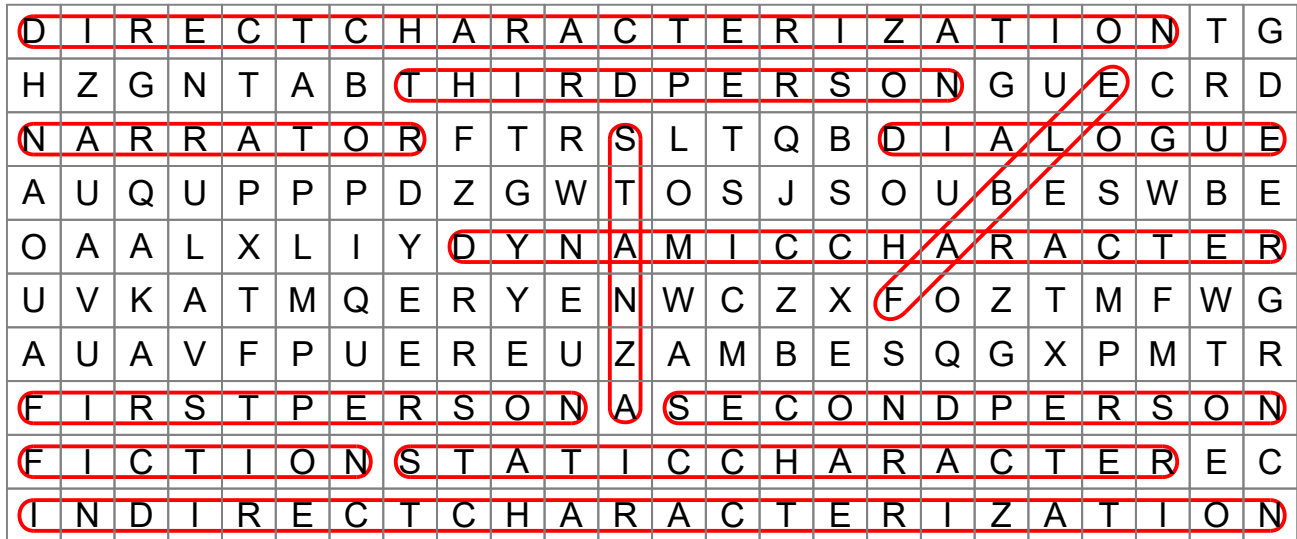 D I R E C T C H A R A C T E R I Z A T I O N T G
H Z G N T A B T H I R D P E R S O N G U E C R D
N A R R A T O R F T R S L T Q B D I A L O G U E
A U Q U P P P D Z G W T O S J S O U B E S W B E
O A A L X L I Y D Y N A M I C C H A R A C T E R
U V K A T M Q E R Y E N W C Z X F O Z T M F W G
A U A V F P U E R E U Z A M B E S Q G X P M T R
F I R S T P E R S O N A S E C O N D P E R S O N
F I C T I O N S T A T I C C H A R A C T E R E C
I N D I R E C T C H A R A C T E R I Z A T I O N